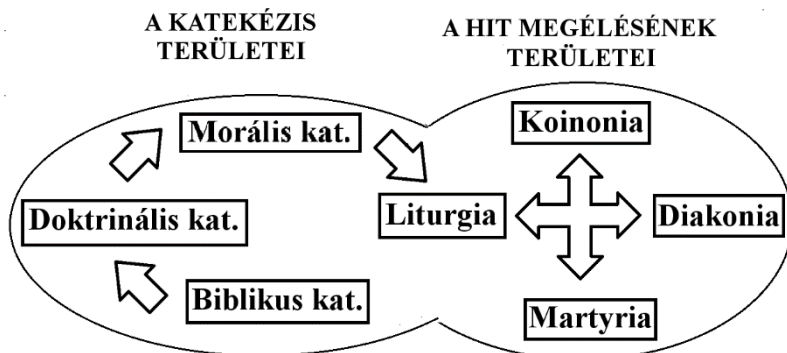 A KATEKÉZIS
TERÜLETEI
A HIT MEGÉLÉSÉNEK
TERÜLETEI
Morális kat.
Doktrinális kat.
Biblikus kat.
Liturgia
Koinonia
Diakonia
Martyria